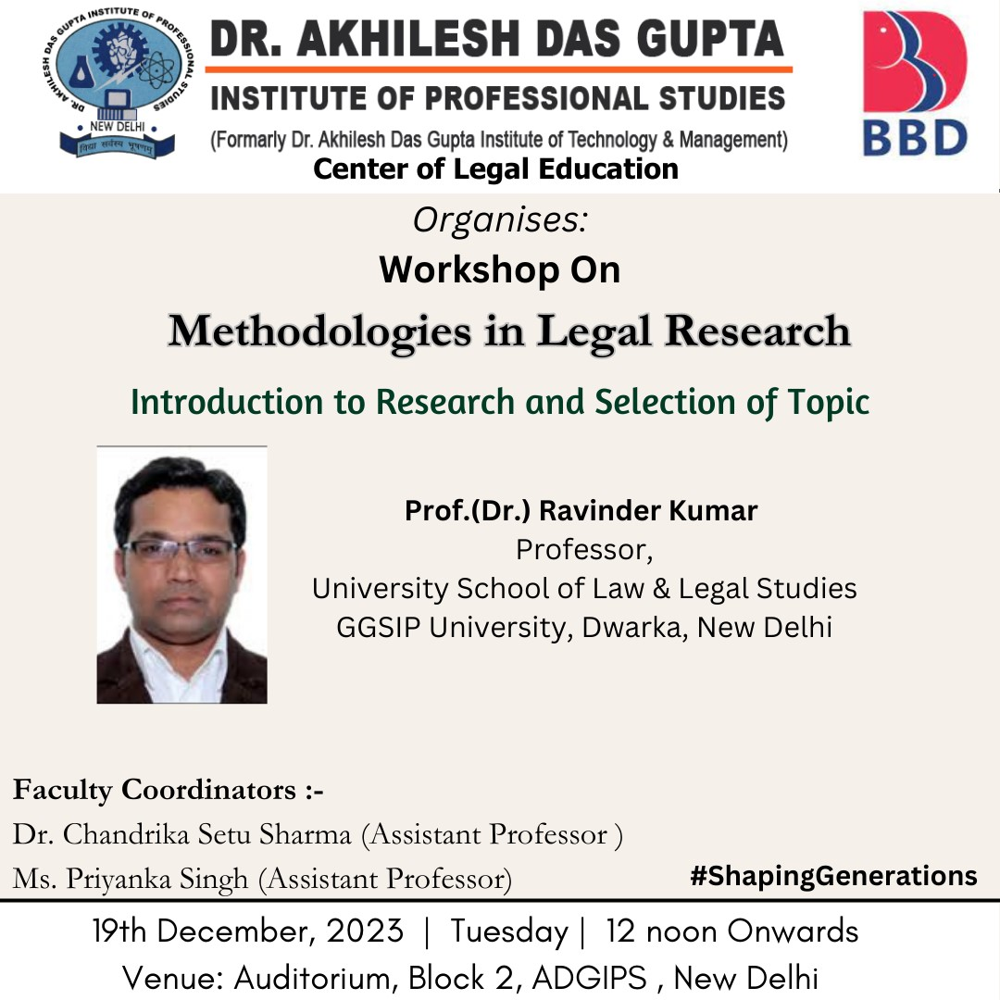 DR. AKHILESH DAS GUPTA INSTITUTE OF PROFESSIONAL STUDIES
NEW DELHI
विद्या सर्वस्य भूषणम्
DR. AKHILESH DAS GUPTA
INSTITUTE OF PROFESSIONAL STUDIES
(Formarly Dr. Akhilesh Das Gupta Institute of Technology & Management)
Center of Legal Education
BBD
Organises:
Workshop On
Methodologies in Legal Research
Introduction to Research and Selection of Topic
Prof.(Dr.) Ravinder Kumar
Professor,
University School of Law & Legal Studies
GGSIP University, Dwarka, New Delhi
Faculty Coordinators :-
Dr. Chandrika Setu Sharma (Assistant Professor )
Ms. Priyanka Singh (Assistant Professor)
#ShapingGenerations
19th December, 2023 | Tuesday | 12 noon Onwards
Venue: Auditorium, Block 2, ADGIPS , New Delhi